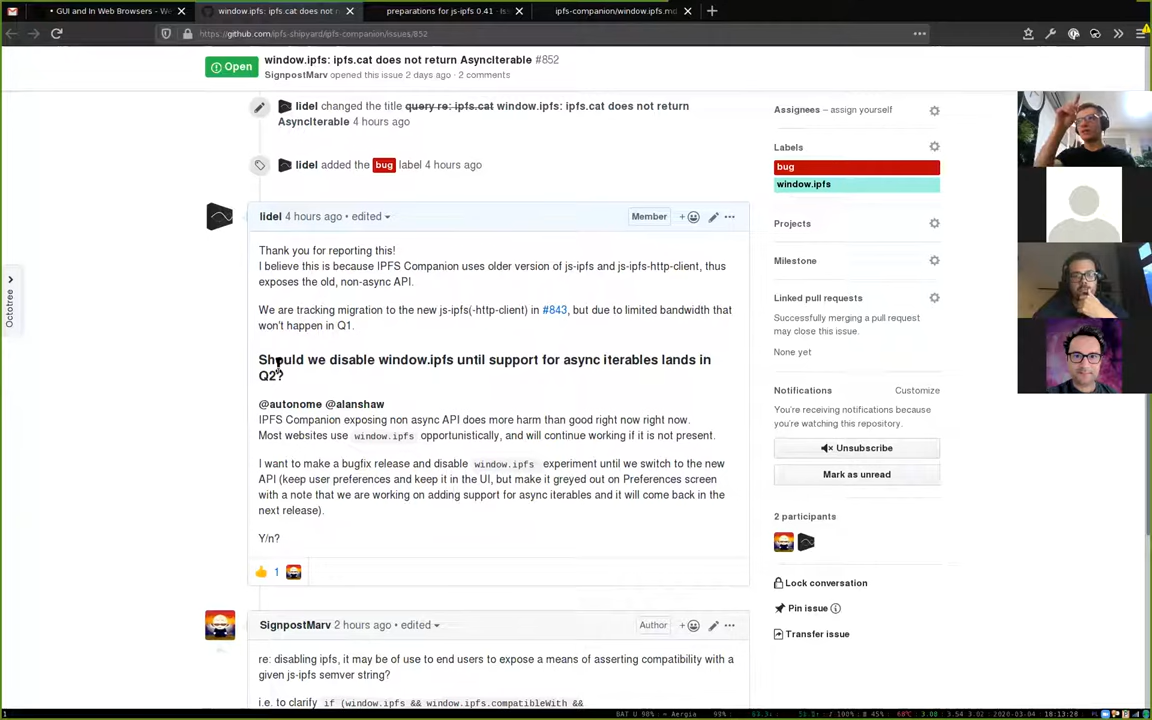 • GUI and In Web Browsers - We
window.ipfs: ipfs.cat does not r
preparations for js-ipfs 0.41 · Iss
ipfs-companion/window.ipfs.md
https://github.com/ipfs-shipyard/ipfs-companion/issues/852
Open
window.ipfs: ipfs.cat does not return AsyncIterable #852
SignpostMarv opened this issue 2 days ago · 2 comments
lidel changed the title query re: ipfs.cat window.ipfs: ipfs.cat does not return
AsyncIterable 4 hours ago
lidel added the bug label 4 hours ago
lidel 4 hours ago • edited
Member
Thank you for reporting this!
I believe this is because IPFS Companion uses older version of js-ipfs and js-ipfs-http-client, thus
exposes the old, non-async API.
We are tracking migration to the new js-ipfs(-http-client) in #843, but due to limited bandwidth that
won't happen in Q1.
Should we disable window.ipfs until support for async iterables lands in
Q2?
@autonome @alanshaw
IPFS Companion exposing non async API does more harm than good right now right now.
Most websites use window.ipfs opportunistically, and will continue working if it is not present.
I want to make a bugfix release and disable window.ipfs experiment until we switch to the new
API (keep user preferences and keep it in the UI, but make it greyed out on Preferences screen
with a note that we are working on adding support for async iterables and it will come back in the
next release).
Y/n?
👍 1
SignpostMarv 2 hours ago • edited
Author
re: disabling ipfs, it may be of use to end users to expose a means of asserting compatibility with a
given js-ipfs semver string?
i.e. to clarify if (window.ipfs && window.ipfs.compatibleWith &&
Octotree
Assignees – assign yourself
Labels
bug
window.ipfs
Projects
Milestone
Linked pull requests
Successfully merging a pull request
may close this issue.
None yet
Notifications
Customize
You're receiving notifications because
you're watching this repository.
Unsubscribe
Mark as unread
2 participants
Lock conversation
Pin issue
Transfer issue
1
2020-03-04
18:13:20